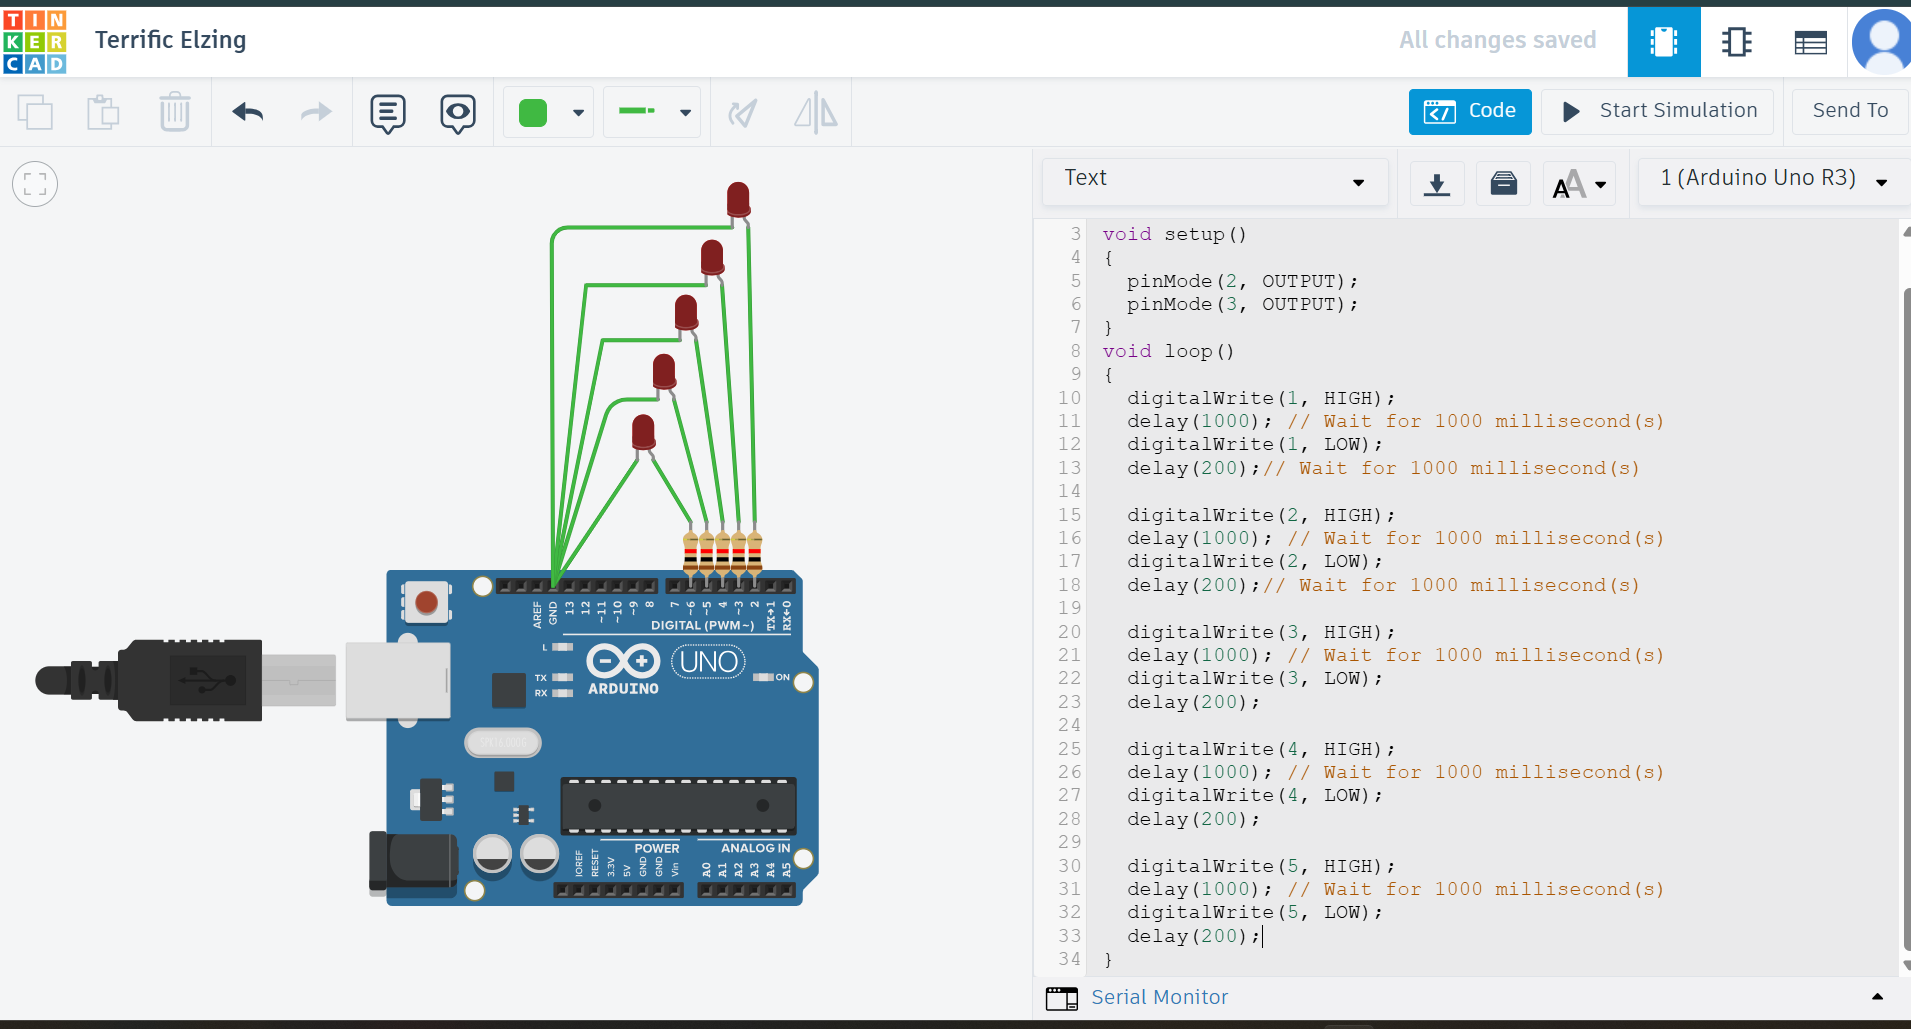 TIN
KER
CAD
Terrific Elzing
All changes saved
Code
Start Simulation
Send To
Text
AA
1 (Arduino Uno R3)
3 void setup()
4 {
5 pinMode(2, OUTPUT);
6 pinMode(3, OUTPUT);
7 }
8 void loop()
9 {
10 digitalWrite(1, HIGH);
11 delay(1000); // Wait for 1000 millisecond(s)
12 digitalWrite(1, LOW);
13 delay(200);// Wait for 1000 millisecond(s)
14
15 digitalWrite(2, HIGH);
16 delay(1000); // Wait for 1000 millisecond(s)
17 digitalWrite(2, LOW);
18 delay(200);// Wait for 1000 millisecond(s)
19
20 digitalWrite(3, HIGH);
21 delay(1000); // Wait for 1000 millisecond(s)
22 digitalWrite(3, LOW);
23 delay(200);
24
25 digitalWrite(4, HIGH);
26 delay(1000); // Wait for 1000 millisecond(s)
27 digitalWrite(4, LOW);
28 delay(200);
29
30 digitalWrite(5, HIGH);
31 delay(1000); // Wait for 1000 millisecond(s)
32 digitalWrite(5, LOW);
33 delay(200);
34 }
Serial Monitor
AREF GND 13 12 ~11 ~10 ~9 8 7 ~6 ~5 4 ~3 2 TX→1 RX←0
DIGITAL (PWM~)
L
TX
RX
ARDUINO
UNO
ON
POWER
ANALOG IN
IOREF RESET 3.3V 5V GND GND Vin A0 A1 A2 A3 A4 A5